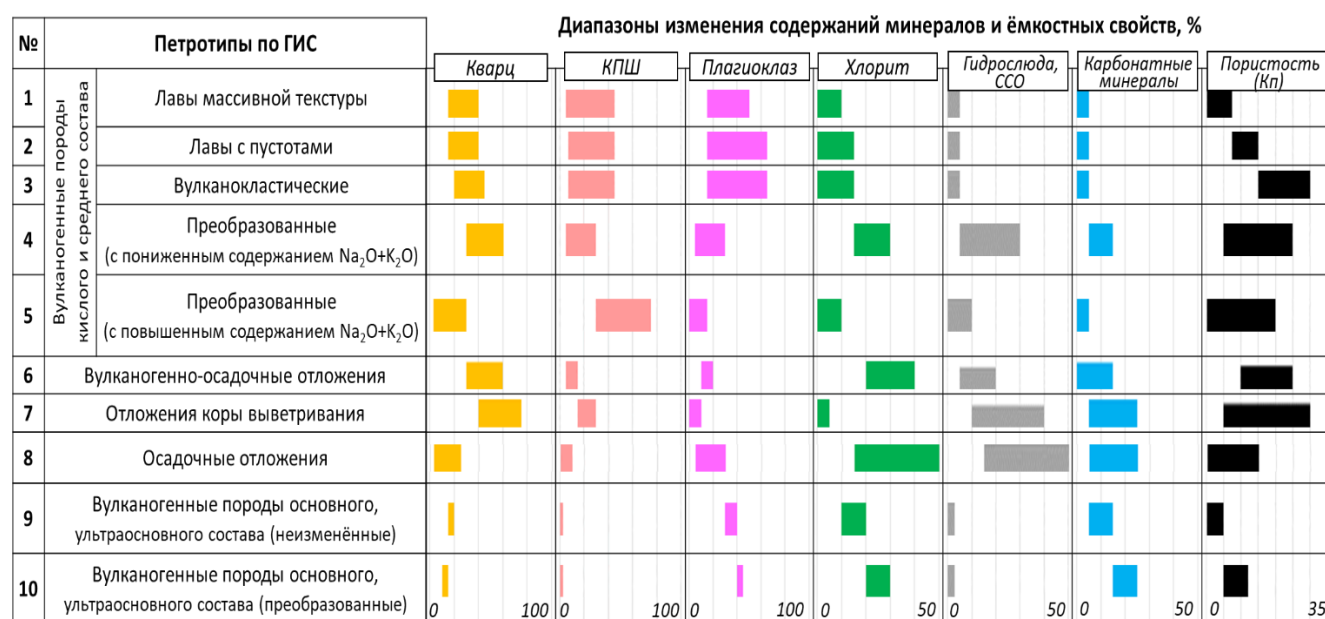 Диапазоны изменения содержаний минералов и ёмкостных свойств, %
№
Петротипы по ГИС
Кварц
КПШ
Плагиоклаз
Хлорит
Гидрослюда,
ССО
Карбонатные
минералы
Пористость
(Кп)
Вулканогенные породы
кислого и среднего состава
1
Лавы массивной текстуры
2
Лавы с пустотами
3
Вулканокластические
4
Преобразованные
(с пониженным содержанием Na₂O+K₂O)
5
Преобразованные
(с повышенным содержанием Na₂O+K₂O)
6
Вулканогенно-осадочные отложения
7
Отложения коры выветривания
8
Осадочные отложения
9
Вулканогенные породы основного,
ультраосновного состава (неизменённые)
10
Вулканогенные породы основного,
ультраосновного состава (преобразованные)
0 100 0 100 0 100 0 50 0 50 0 50 0 35